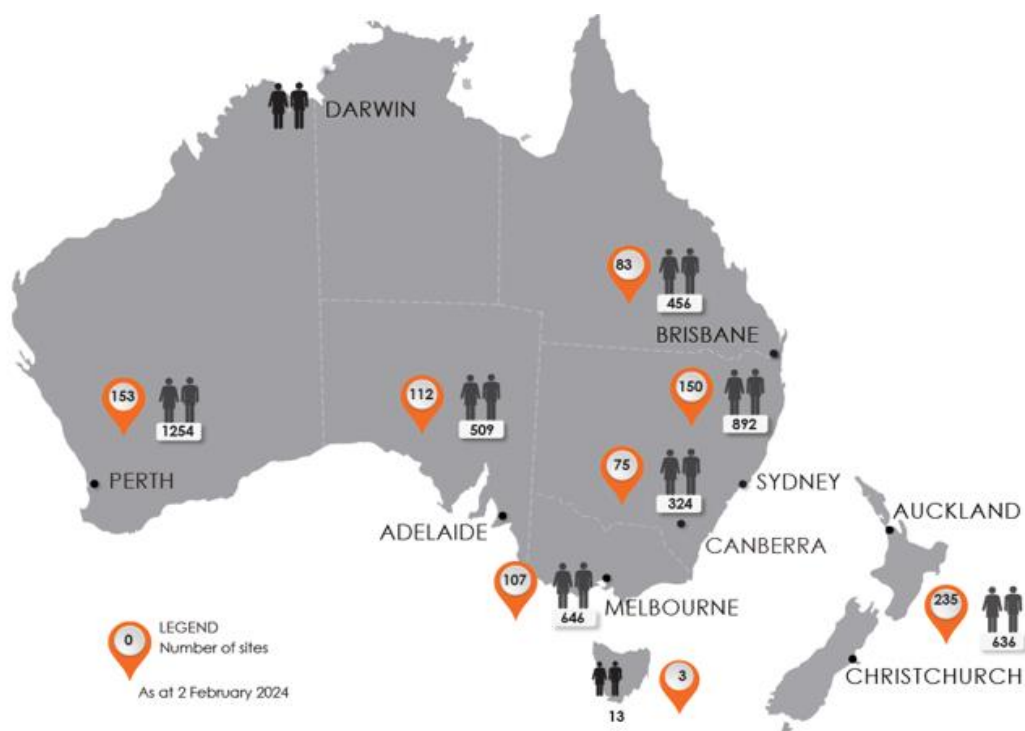 DARWIN
83
456
BRISBANE
153
1254
112
509
150
892
75
324
PERTH
SYDNEY
ADELAIDE
AUCKLAND
CANBERRA
107
646
MELBOURNE
235
636
0
LEGEND
Number of sites
As at 2 February 2024
3
13
CHRISTCHURCH